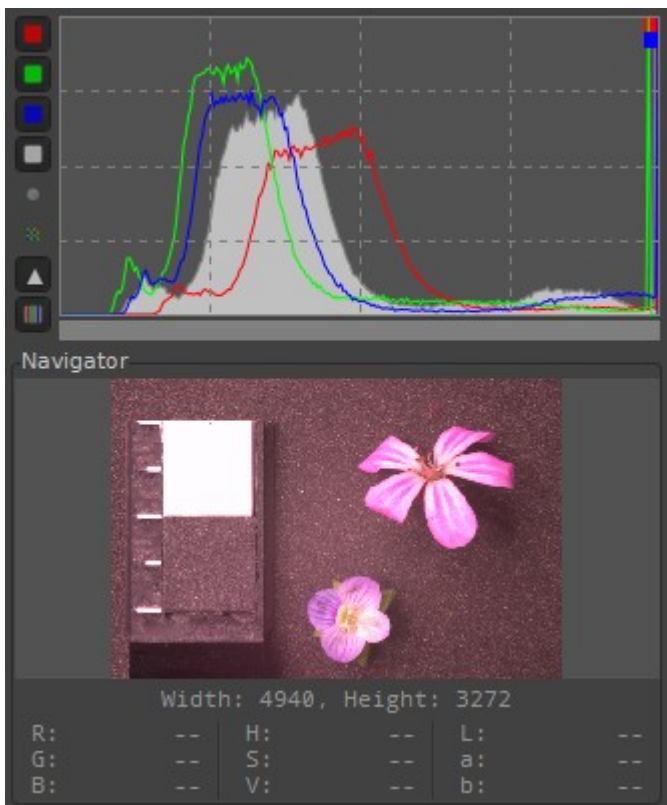 Navigator
Width: 4940, Height: 3272
R: -- H: -- L: --
G: -- S: -- a: --
B: -- V: -- b: --